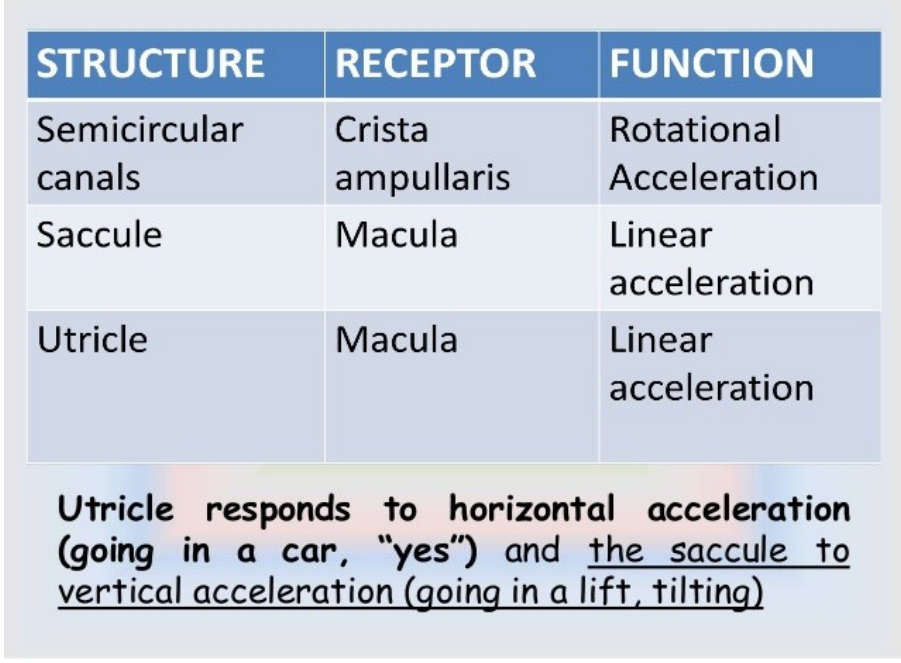 STRUCTURE RECEPTOR FUNCTION
Semicircular canals Crista ampullaris Rotational Acceleration
Saccule Macula Linear acceleration
Utricle Macula Linear acceleration
Utricle responds to horizontal acceleration
(going in a car, “yes”) and the saccule to
vertical acceleration (going in a lift, tilting)